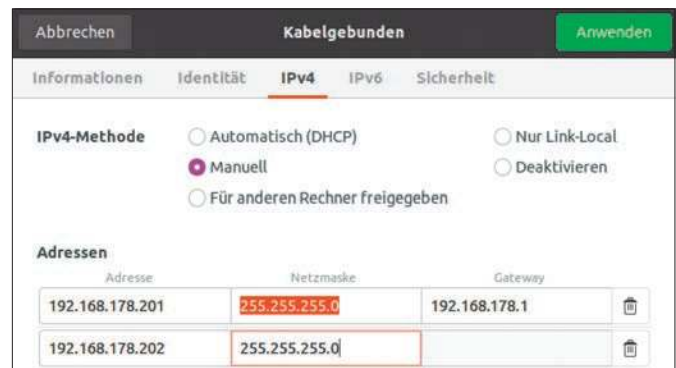 Abbrechen Kabelgebunden Anwenden
Informationen Identität IPv4 IPv6 Sicherheit
IPv4-Methode Automatisch (DHCP) Nur Link-Local
Manuell Deaktivieren
Für anderen Rechner freigegeben
Adressen
Adresse Netzmaske Gateway
192.168.178.201 255.255.255.0 192.168.178.1
192.168.178.202 255.255.255.0